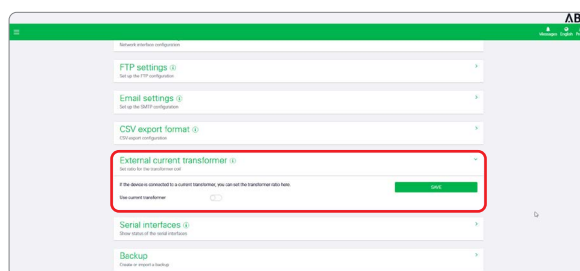 AB
Messages English
Network interface configuration
FTP settings
Set up the FTP configuration
Email settings
Set up the SMTP configuration
CSV export format
CSV export configuration
External current transformer
Set ratio for the transformer coil
If the device is connected to a current transformer, you can set the transformer ratio here.
SAVE
Use current transformer
Serial interfaces
Show status of the serial interfaces
Backup
Create or import a backup